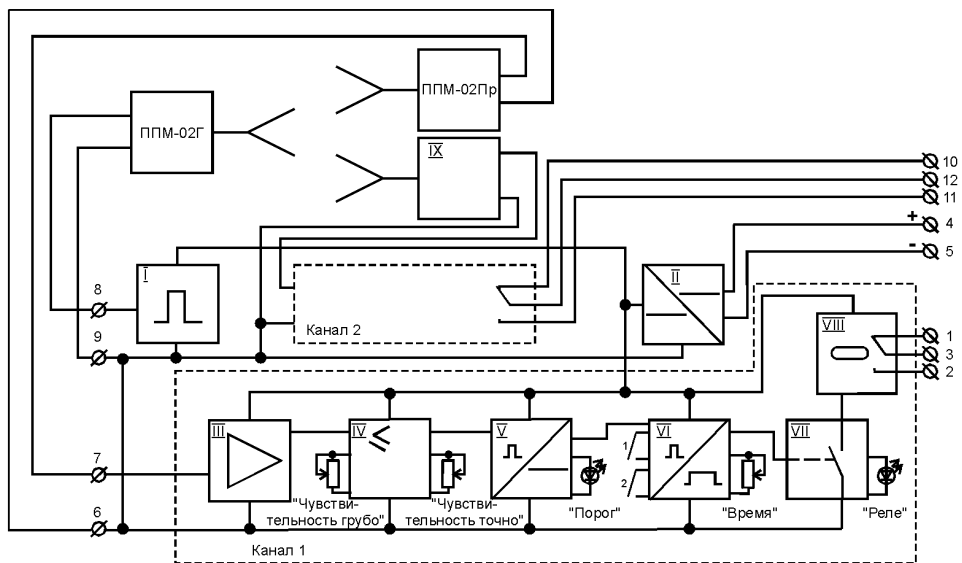 ППМ-02Пр
ППМ-02Г
IX
10
12
11
+ 4
- 5
I
II
8
Канал 2
VIII
9
1
3
2
III
IV
V
VI
VII
1
2
7
"Чувстви-
тельность грубо"
"Чувстви-
тельность точно"
"Порог"
"Время"
"Реле"
6
Канал 1